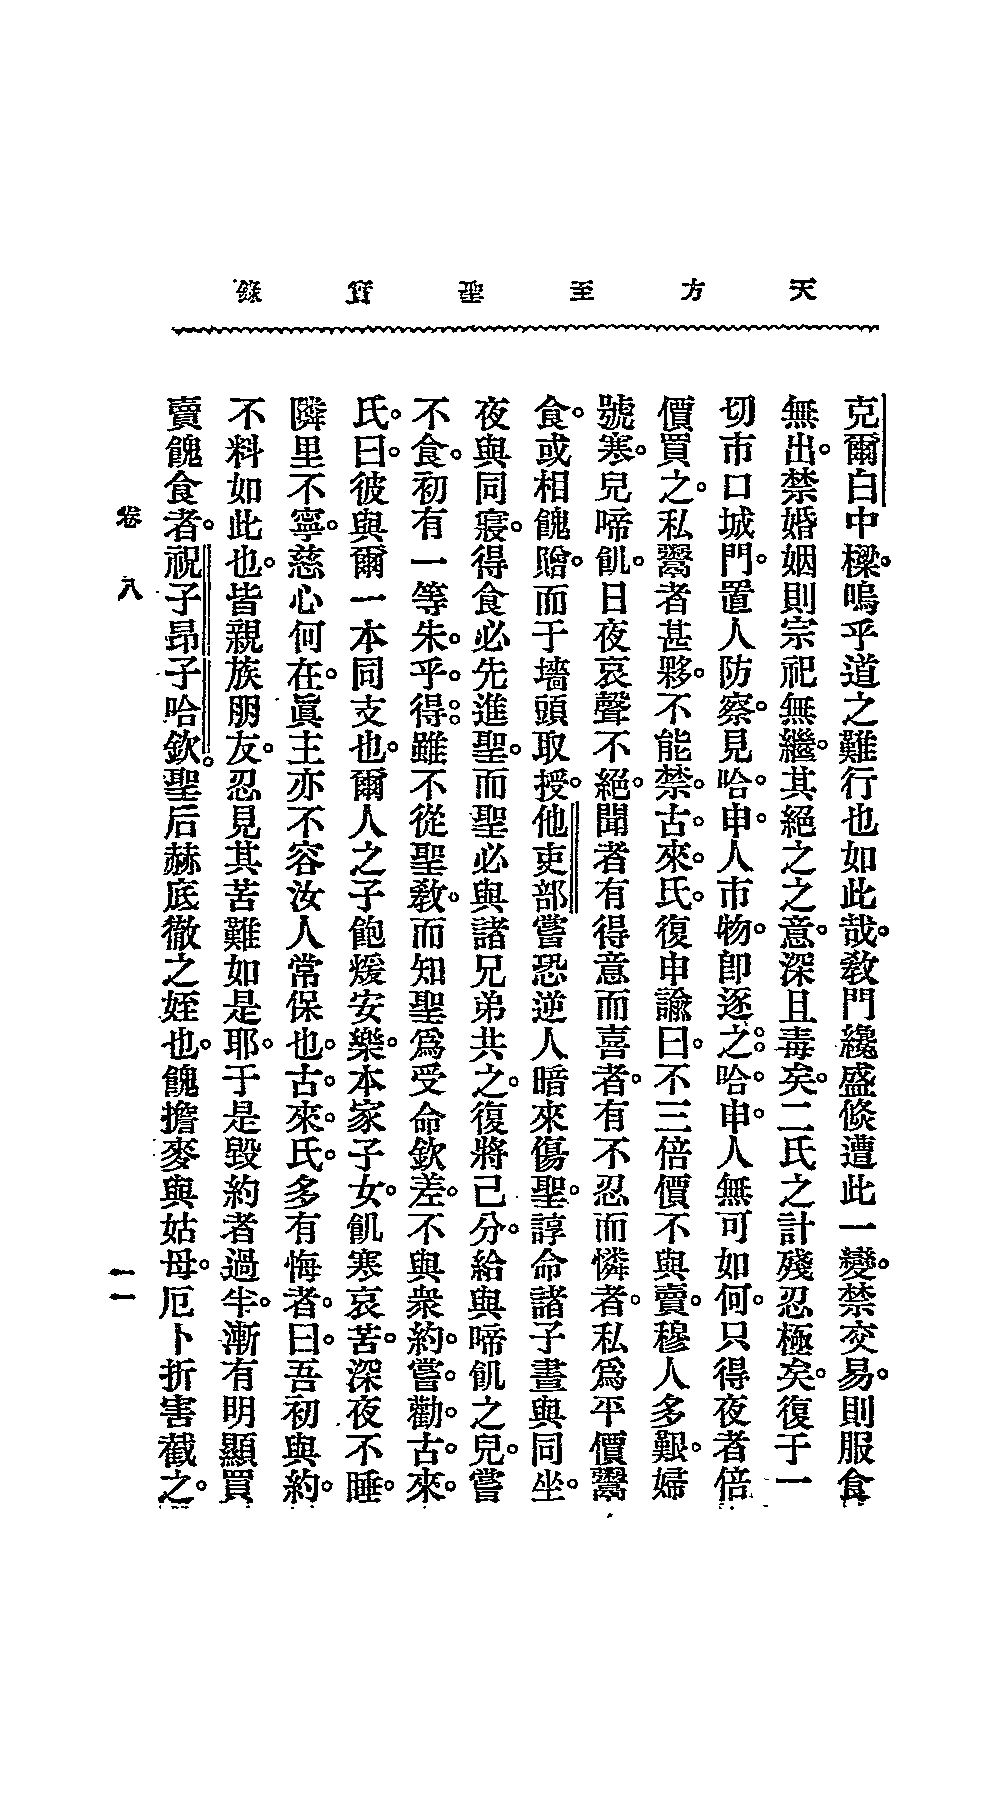 天方至聖實錄
克爾白中樑。嗚乎道之難行也如此哉。教門纔盛倐遭此一變。禁交易。則服食
無出。禁婚姻則宗祀無繼。其絕之之意。深且毒矣。二氏之計殘忍極矣。復于一
切市口城門。置人防察。見哈。申。人市物。卽逐之。哈。申。人無可如何。只得夜者倍
價買之。私鬻者甚夥。不能禁。古。來。氏。復申諭曰。不三倍價不與賣。穆人多艱。婦
號寒。兒啼飢。日夜哀聲不絕。聞者有得意而喜者。有不忍而憐者。私爲平價鬻
食。或相餽贈。而于墻頭取授。他吏部嘗恐逆人暗來傷聖。諄命諸子晝與同坐。
夜與同寢。得食必先進聖。而聖必與諸兄弟共之。復將己分。給與啼飢之兒。嘗
不食。初有一等朱。乎。得。雖不從聖教。而知聖爲受命欽差。不與衆約。嘗。勸。古。來。
氏。曰。彼與爾一本同支也。爾人之子飽煖安樂。本家子女。飢寒哀苦。深夜不睡。
隣里不寧。慈心何在。眞主亦不容汝人常保也。古。來。氏。多有悔者。曰。吾初與約。
不料如此也。皆親族朋友。忍見其苦難如是耶。于是毀約者過半。漸有明顯買
賣餽食者。祝子昂子哈欽。聖后赫底徹之姪也。餽擔麥與姑母。厄卜折害截之。
卷八
一一